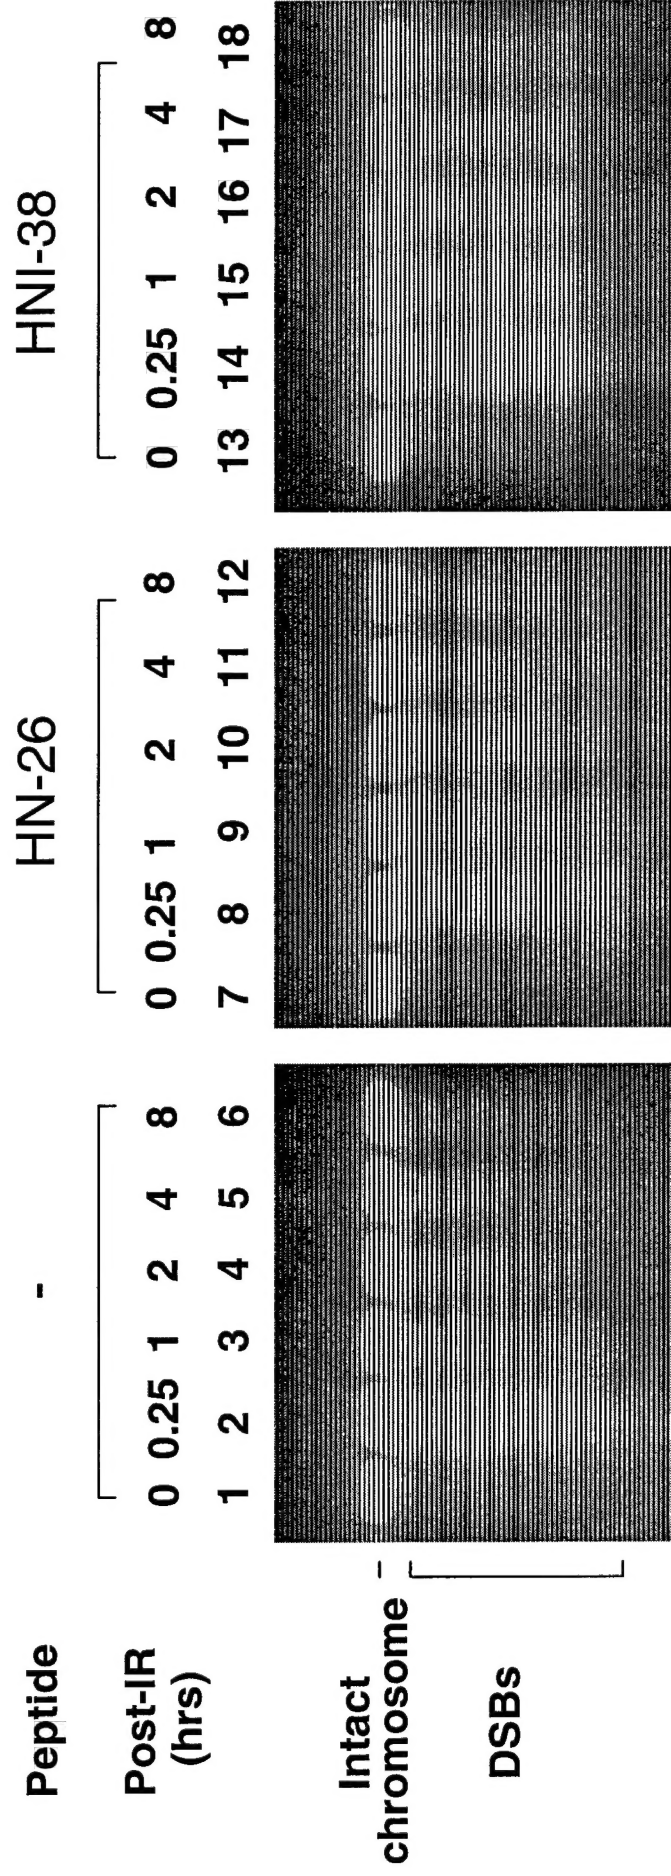 Peptide - HN-26 HNI-38
Post-IR (hrs) 0 0.25 1 2 4 8 0 0.25 1 2 4 8 0 0.25 1 2 4 8
1 2 3 4 5 6 7 8 9 10 11 12 13 14 15 16 17 18
Intact chromosome -
DSBs